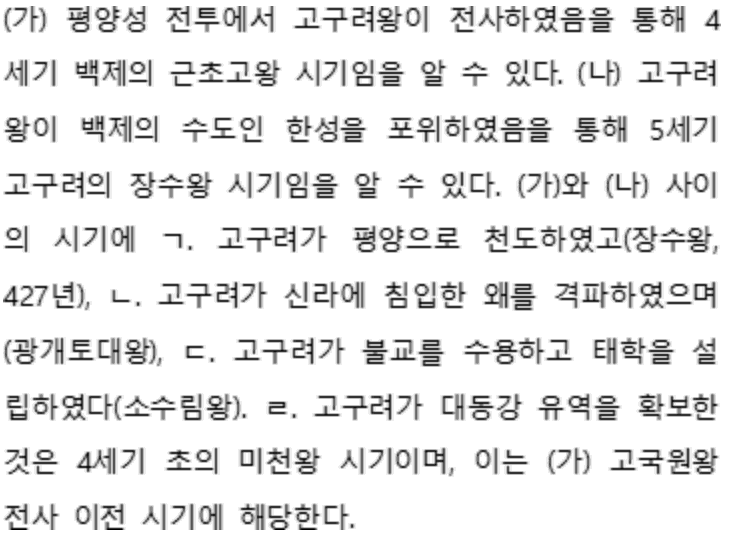 (가) 평양성 전투에서 고구려왕이 전사하였음을 통해 4
세기 백제의 근초고왕 시기임을 알 수 있다. (나) 고구려
왕이 백제의 수도인 한성을 포위하였음을 통해 5세기
고구려의 장수왕 시기임을 알 수 있다. (가)와 (나) 사이
의 시기에 ㄱ. 고구려가 평양으로 천도하였고(장수왕,
427년), ㄴ. 고구려가 신라에 침입한 왜를 격파하였으며
(광개토대왕), ㄷ. 고구려가 불교를 수용하고 태학을 설
립하였다(소수림왕). ㄹ. 고구려가 대동강 유역을 확보한
것은 4세기 초의 미천왕 시기이며, 이는 (가) 고국원왕
전사 이전 시기에 해당한다.